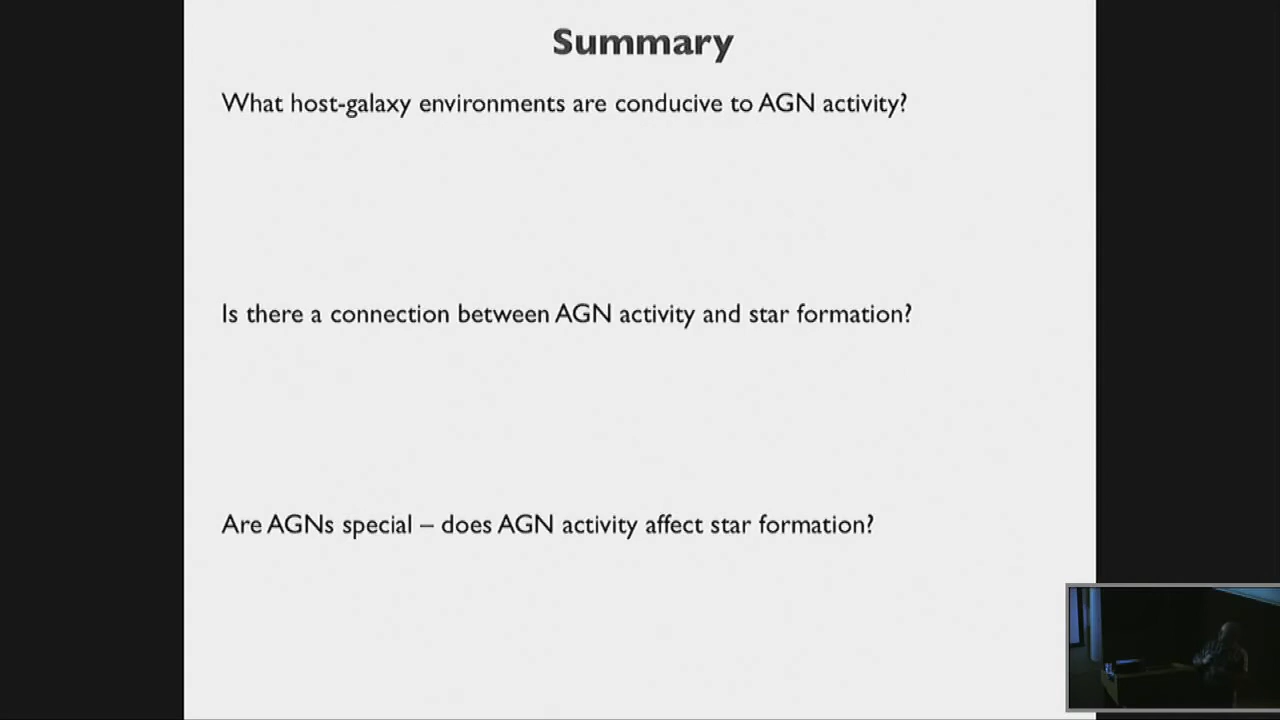 Summary
What host-galaxy environments are conducive to AGN activity?
Is there a connection between AGN activity and star formation?
Are AGNs special – does AGN activity affect star formation?